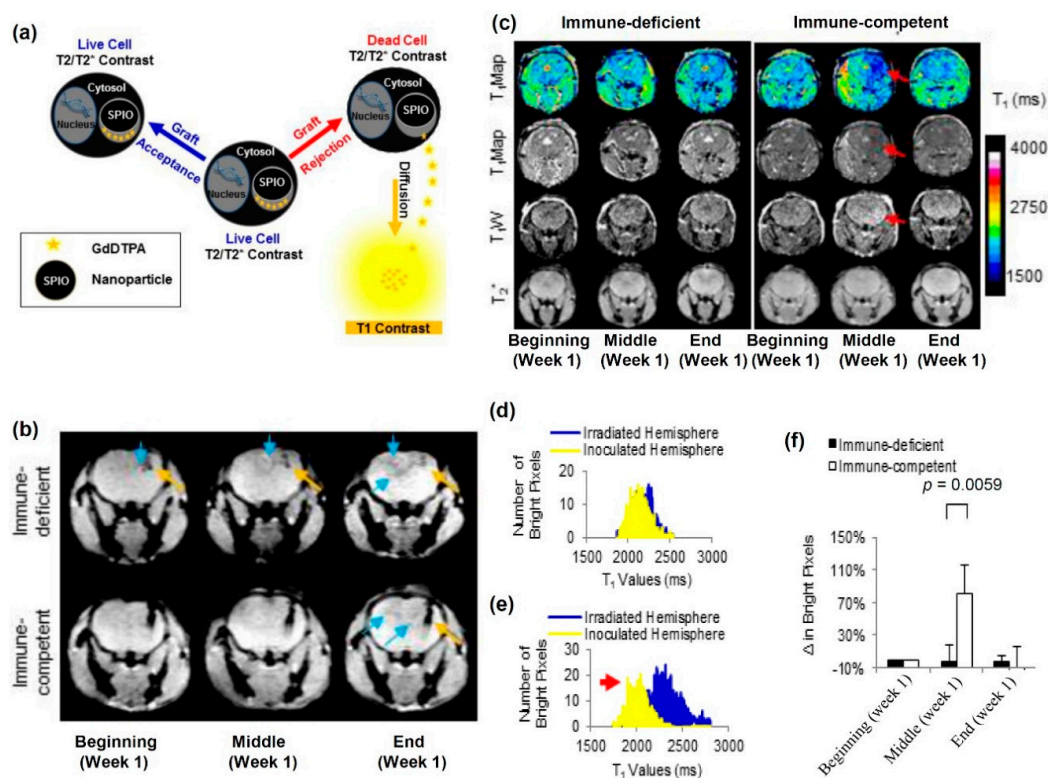 (a)
Live Cell
T2/T2* Contrast
Cytosol
SPIO
Nucleus
Graft
Acceptance
Dead Cell
T2/T2* Contrast
Cytosol
SPIO
Nucleus
Graft
Rejection
Cytosol
SPIO
Nucleus
Live Cell
T2/T2* Contrast
Diffusion
T1 Contrast
GdDTPA
SPIO
Nanoparticle
(b)
Immune-
deficient
Immune-
competent
Beginning
(Week 1)
Middle
(Week 1)
End
(Week 1)
(c)
Immune-deficient
Immune-competent
T₁Map
T₁Map
T₁W
T₂*
T₁ (ms)
4000
2750
1500
Beginning
(Week 1)
Middle
(Week 1)
End
(Week 1)
Beginning
(Week 1)
Middle
(Week 1)
End
(Week 1)
(d)
Irradiated Hemisphere
Inoculated Hemisphere
Number of
Bright Pixels
20
10
0
1500 2000 2500 3000
T₁ Values (ms)
(e)
Irradiated Hemisphere
Inoculated Hemisphere
Number of
Bright Pixels
30
20
10
0
1500 2000 2500 3000
T₁ Values (ms)
(f)
Immune-deficient
Immune-competent
p = 0.0059
Δ in Bright Pixels
150%
110%
70%
30%
-10%
Beginning (week 1)
Middle (week 1)
End (week 1)